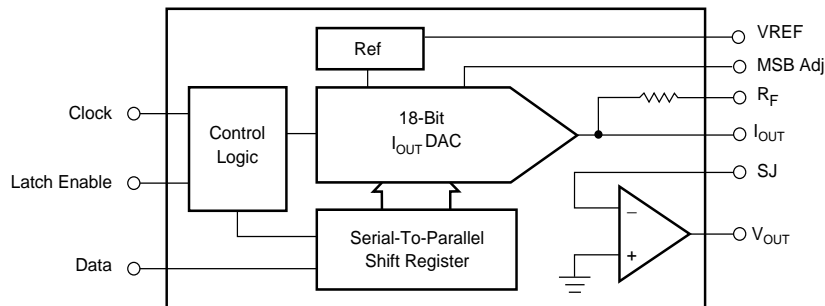 Ref
VREF
MSB Adj
Clock
Control
Logic
18-Bit
IOUT DAC
RF
IOUT
Latch Enable
SJ
–
+
Serial-To-Parallel
Shift Register
VOUT
Data